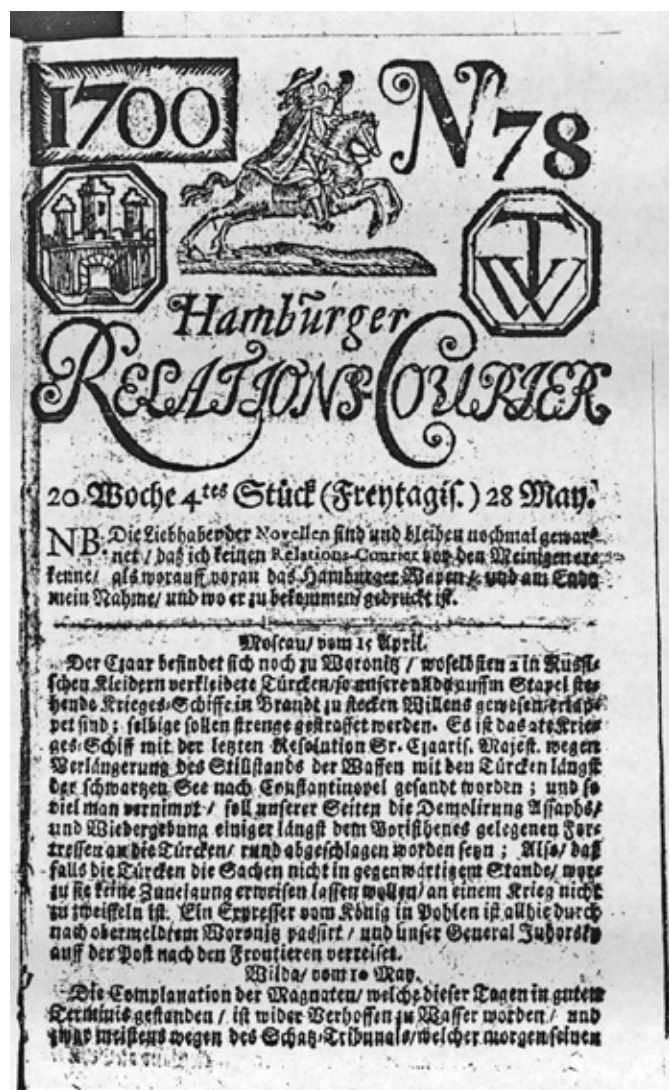 1700
N 78
TW
Hamburger
RELATIONS-COURIER
20 Woche 4tes Stück (Freytagis.) 28 May.
NB. Die Liebhaber der Novellen sind und bleiben nochmal gewar-
net / daß ich keinen Relations-Courier vor den Meinigen er-
kenne / als worauff voran das Hamburger Wapen / und am Ende
mein Nahme / und wo er zu bekommen / gedruckt ist.
Moscau / vom 15 April.
Der Czaar befindet sich noch zu Woronitz / woselbsten 2 in Russi-
schen Kleidern verkleidete Türcken / so unsere auffm Stapel ste-
hende Krieges-Schiffe in Brandt zu stecken Willens gewesen / ertap-
pet sind ; selbige sollen strenge gestraffet werden. Es ist das Krie-
ges-Schiff mit der letzten Resolution Sr. Czaaris. Majest. wegen
Verlängerung des Stillstands der Waffen mit den Türcken längst
der schwartzen See nach Constantinopel gesandt worden ; und so
viel man vernimpt / soll unserer Seiten die Demolirung Assaphs /
und Wiedergebung einiger längst dem Boristhenes gelegenen For-
tressen an die Türcken / rund abgeschlagen worden seyn ; Also / daß
falls die Türcken die Sachen nicht in gegenwärtigem Stande / wor-
zu sie keine Zuneigung erweisen lassen wollen / an einem Krieg nicht
zu zweiffeln ist. Ein Expresser vom König in Pohlen ist allhie durch
nach obermeldtem Woronitz passirt / und unser General Juhorsky
auff der Post nach den Frontieren verreiset.
Wilda / vom 10 May.
Die Complanation der Magnaten / welche dieser Tagen in gutem
Terminis gestanden / ist wider Verhoffen zu Wasser worden / und
zwar meistens wegen des Schatz-Tribunals / welcher morgen seinen